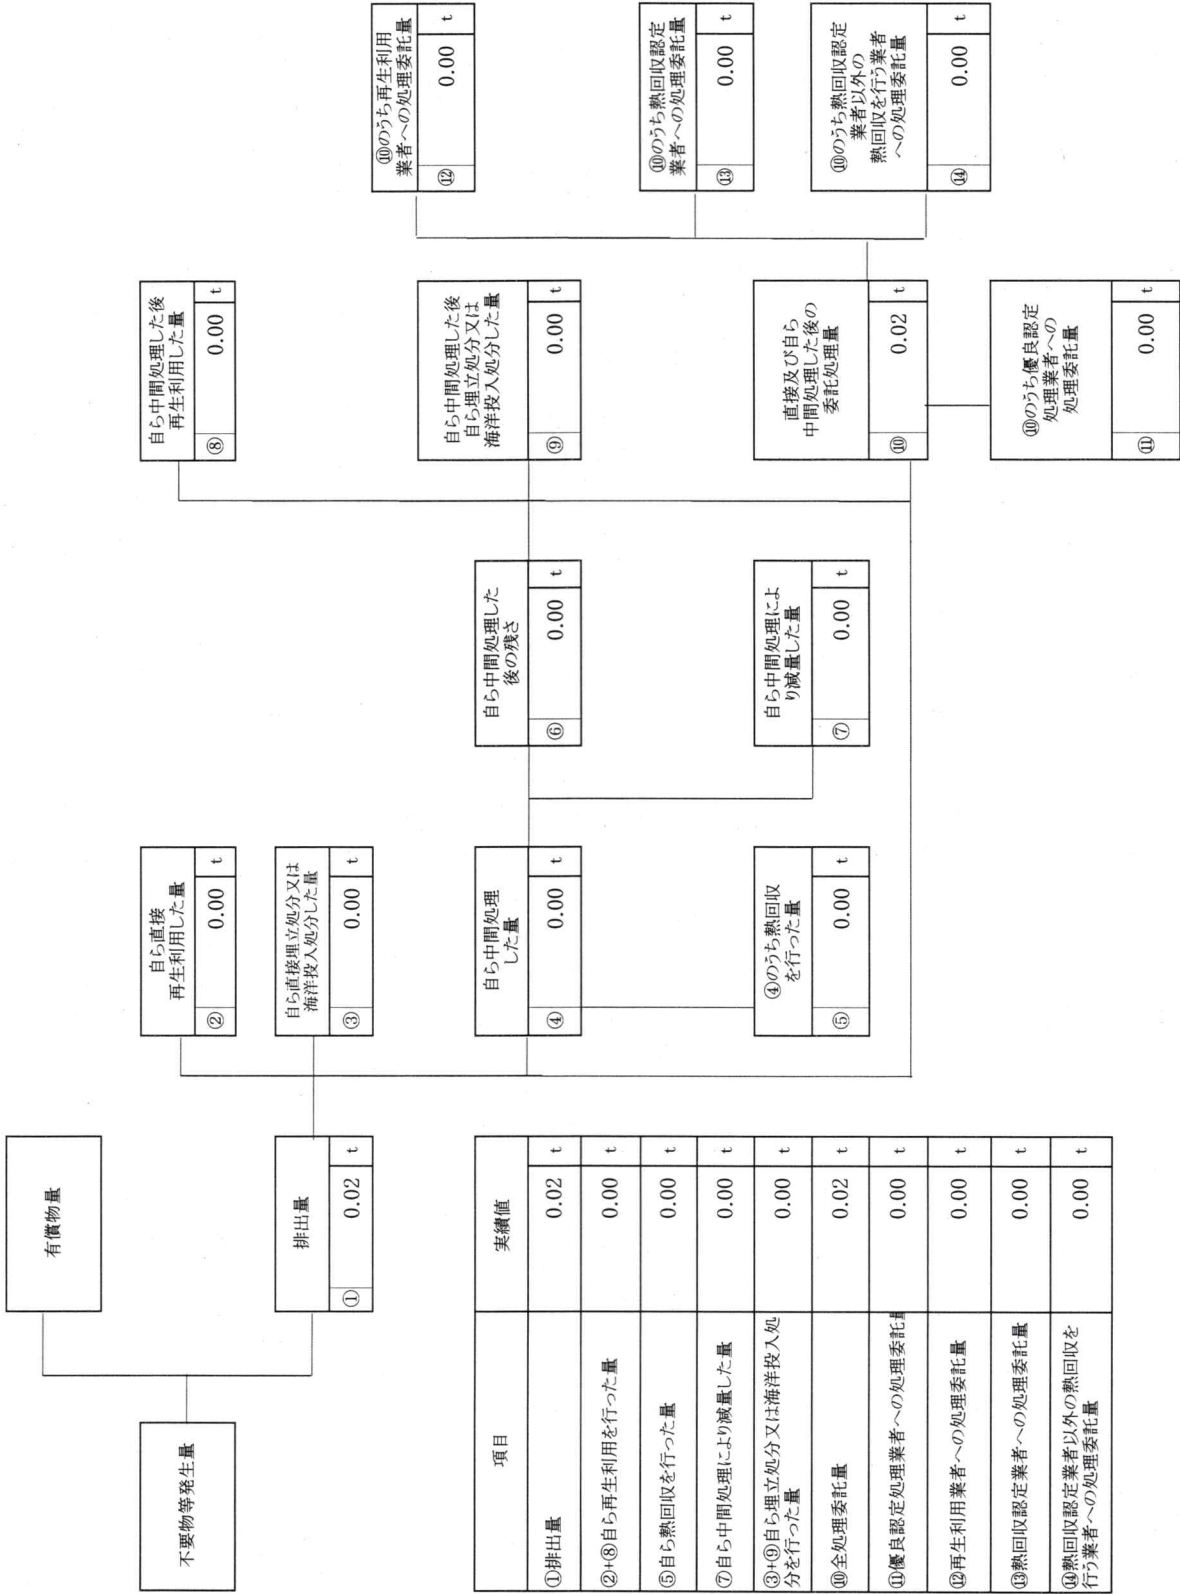 不要物等発生量
有償物量
排出量
① 0.02 t
自ら直接
再生利用した量
② 0.00 t
自ら直接埋立処分又は
海洋投入処分した量
③ 0.00 t
自ら中間処理
した量
④ 0.00 t
④のうち熱回収
を行った量
⑤ 0.00 t
自ら中間処理した
後の残さ
⑥ 0.00 t
自ら中間処理によ
り減量した量
⑦ 0.00 t
自ら中間処理した後
再生利用した量
⑧ 0.00 t
自ら中間処理した後
自ら埋立処分又は
海洋投入処分した量
⑨ 0.00 t
直接及び自ら
中間処理した後の
委託処理量
⑩ 0.02 t
⑩のうち優良認定
処理業者への
処理委託量
⑪ 0.00 t
⑩のうち再生利用
業者への処理委託量
⑫ 0.00 t
⑩のうち熱回収認定
業者への処理委託量
⑬ 0.00 t
⑩のうち熱回収認定
業者以外の
熱回収を行う業者
への処理委託量
⑭ 0.00 t
項目 実績値
①排出量 0.02 t
②+⑧自ら再生利用を行った量 0.00 t
⑤自ら熱回収を行った量 0.00 t
⑦自ら中間処理により減量した量 0.00 t
③+⑨自ら埋立処分又は海洋投入処
分を行った量 0.00 t
⑩全処理委託量 0.02 t
⑪優良認定処理業者への処理委託量 0.00 t
⑫再生利用業者への処理委託量 0.00 t
⑬熱回収認定業者への処理委託量 0.00 t
⑭熱回収認定業者以外の熱回収を
行う業者への処理委託量 0.00 t